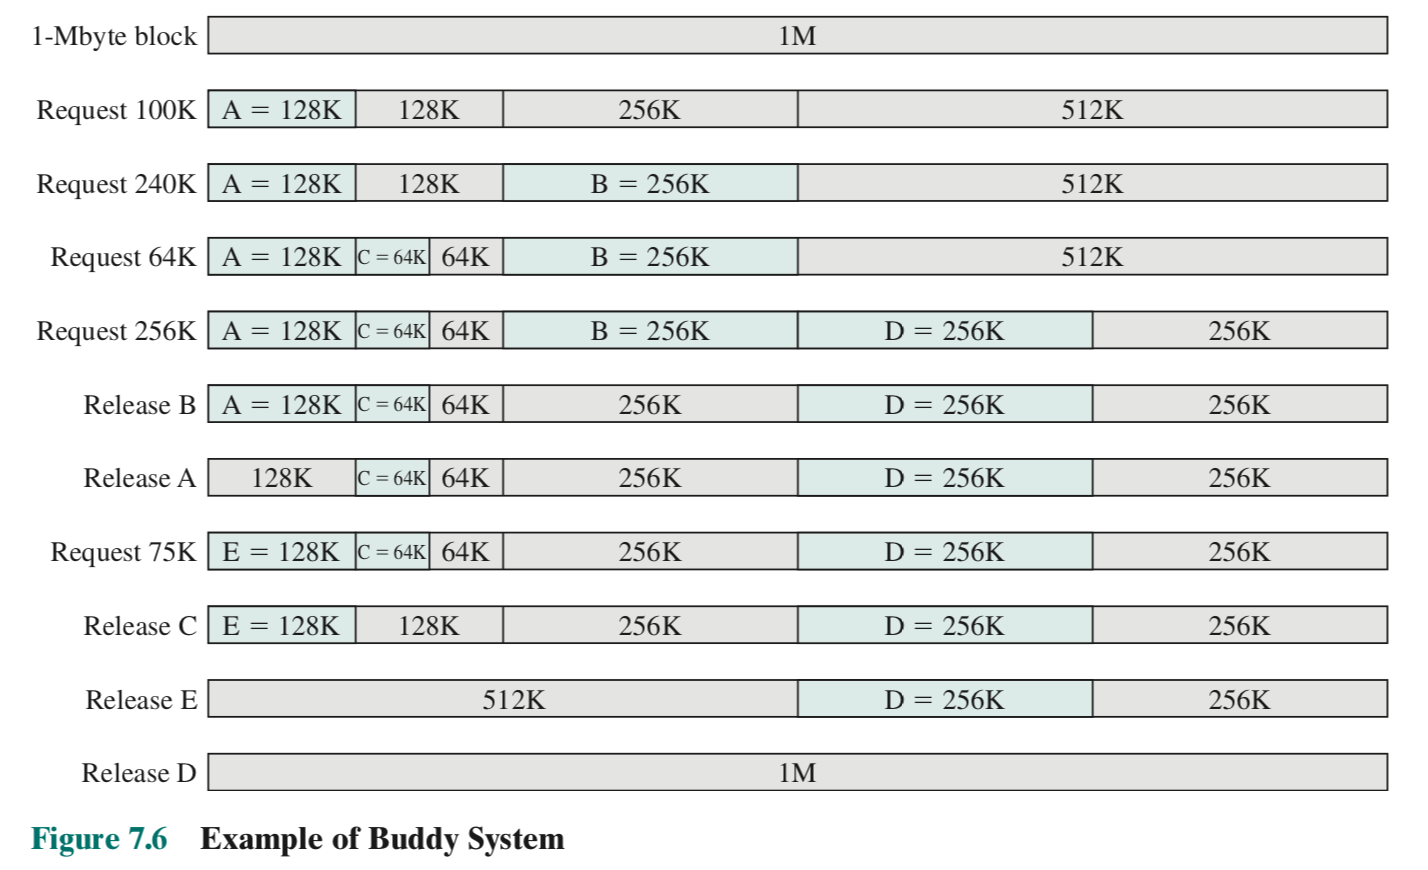 1-Mbyte block 1M
Request 100K A = 128K 128K 256K 512K
Request 240K A = 128K 128K B = 256K 512K
Request 64K A = 128K C = 64K 64K B = 256K 512K
Request 256K A = 128K C = 64K 64K B = 256K D = 256K 256K
Release B A = 128K C = 64K 64K 256K D = 256K 256K
Release A 128K C = 64K 64K 256K D = 256K 256K
Request 75K E = 128K C = 64K 64K 256K D = 256K 256K
Release C E = 128K 128K 256K D = 256K 256K
Release E 512K D = 256K 256K
Release D 1M
Figure 7.6 Example of Buddy System